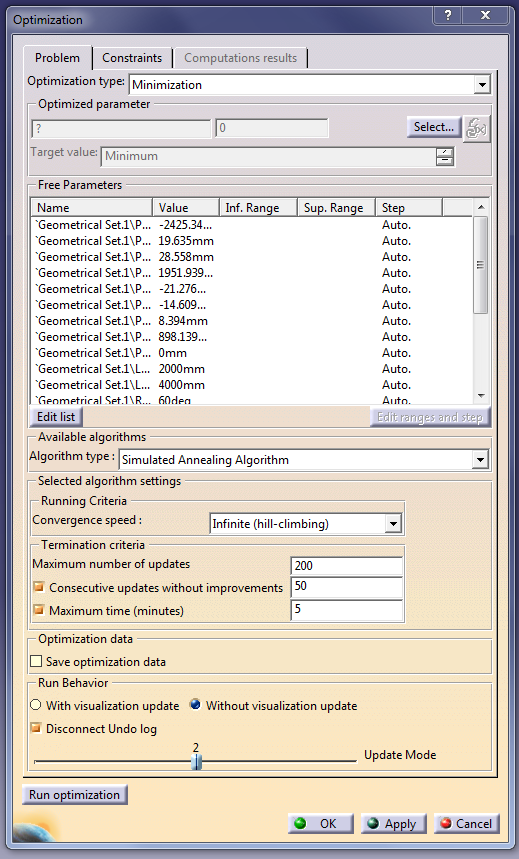 Optimization
Problem Constraints Computations results
Optimization type: Minimization
Optimized parameter
? 0 Select... f(x)
Target value: Minimum
Free Parameters
Name Value Inf. Range Sup. Range Step
`Geometrical Set.1\P... -2425.34... Auto.
`Geometrical Set.1\P... 19.635mm Auto.
`Geometrical Set.1\P... 28.558mm Auto.
`Geometrical Set.1\P... 1951.939... Auto.
`Geometrical Set.1\P... -21.276... Auto.
`Geometrical Set.1\P... -14.609... Auto.
`Geometrical Set.1\P... 8.394mm Auto.
`Geometrical Set.1\P... 898.139... Auto.
`Geometrical Set.1\P... 0mm Auto.
`Geometrical Set.1\L... 2000mm Auto.
`Geometrical Set.1\L... 4000mm Auto.
`Geometrical Set.1\R... 60deg Auto.
Edit list Edit ranges and step
Available algorithms
Algorithm type : Simulated Annealing Algorithm
Selected algorithm settings
Running Criteria
Convergence speed : Infinite (hill-climbing)
Termination criteria
Maximum number of updates 200
Consecutive updates without improvements 50
Maximum time (minutes) 5
Optimization data
Save optimization data
Run Behavior
With visualization update Without visualization update
Disconnect Undo log
2
Update Mode
Run optimization
OK Apply Cancel